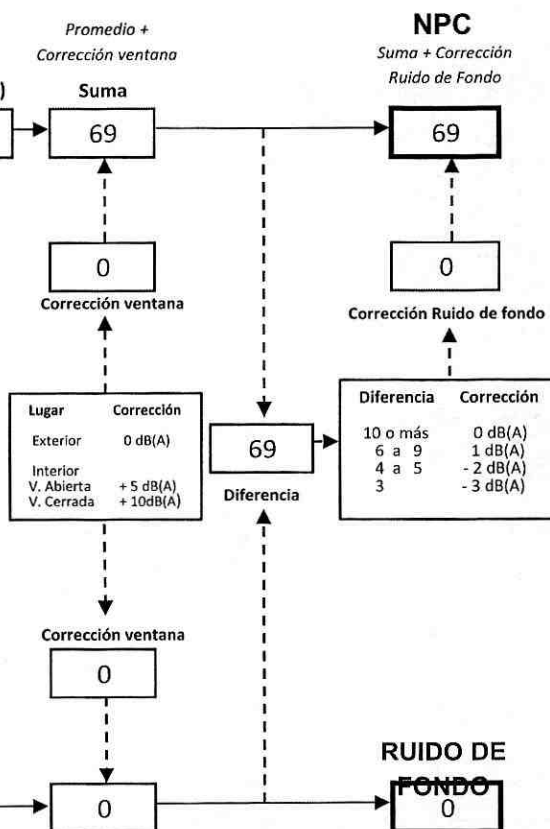 Promedio +
Corrección ventana
Suma
69
NPC
Suma + Corrección
Ruido de Fondo
)
69
0
Corrección ventana
0
Corrección Ruido de fondo
Lugar Corrección
Exterior 0 dB(A)
Interior
V. Abierta + 5 dB(A)
V. Cerrada + 10dB(A)
69
Diferencia
Diferencia Corrección
10 o más 0 dB(A)
6 a 9 1 dB(A)
4 a 5 - 2 dB(A)
3 - 3 dB(A)
Corrección ventana
0
0
RUIDO DE
FONDO
0